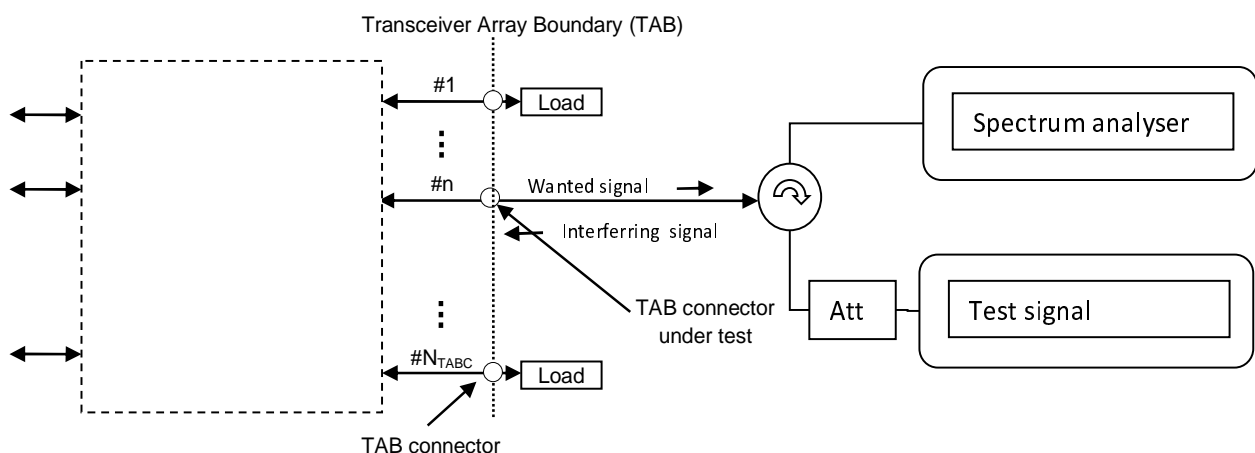 Transceiver Array Boundary (TAB)
#1
Load
Spectrum analyser
#n
Wanted signal
Interferring signal
TAB connector
under test
Att
Test signal
#NTABC
Load
TAB connector